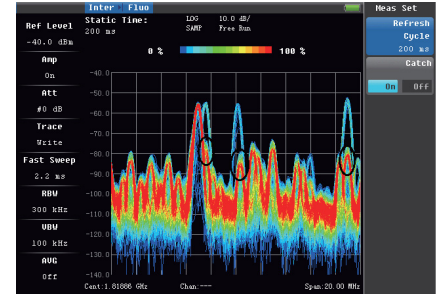 Inter Fluo
Meas Set
Ref Level
-40.0 dBm
Static Time:
200 ms
LOG 10.0 dB/
SAMP Free Run
Refresh
Cycle
200 ms
0 % 100 %
Amp
On
Catch
On Off
Att
#0 dB
Trace
Write
Fast Sweep
2.2 ms
RBW
300 kHz
VBW
100 kHz
AVG
Off
-40.0
-50.0
-60.0
-70.0
-80.0
-90.0
-100.0
-110.0
-120.0
-130.0
-140.0
Cent:1.81886 GHz Chan:--- Span:20.00 MHz